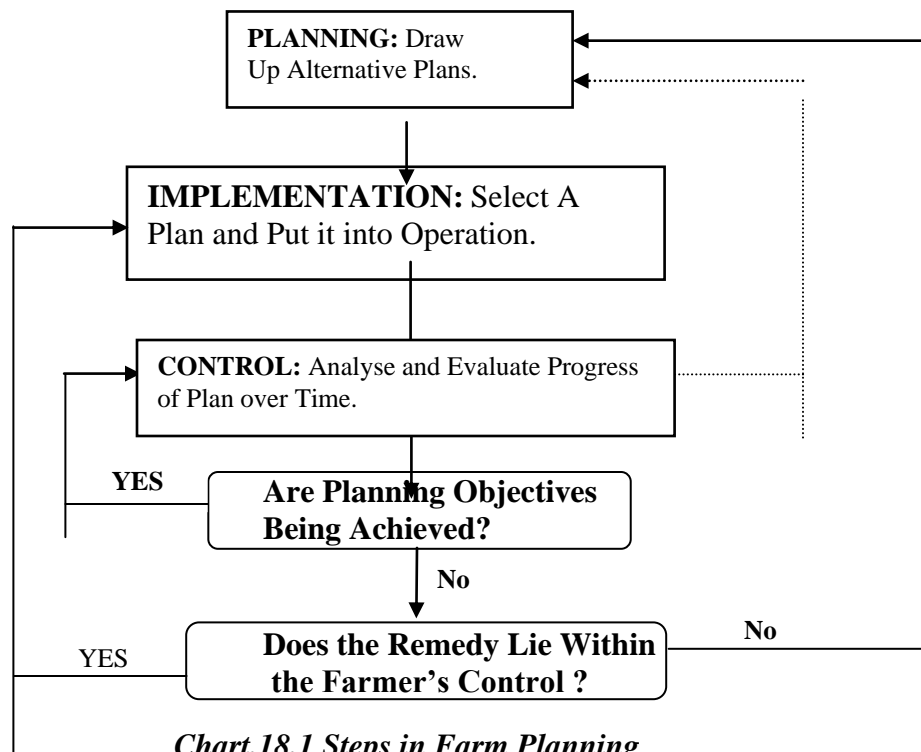 PLANNING: Draw
Up Alternative Plans.
IMPLEMENTATION: Select A
Plan and Put it into Operation.
CONTROL: Analyse and Evaluate Progress
of Plan over Time.
YES
Are Planning Objectives
Being Achieved?
No
Does the Remedy Lie Within
the Farmer's Control ?
YES
No
Chart 18.1 Steps in Farm Planning